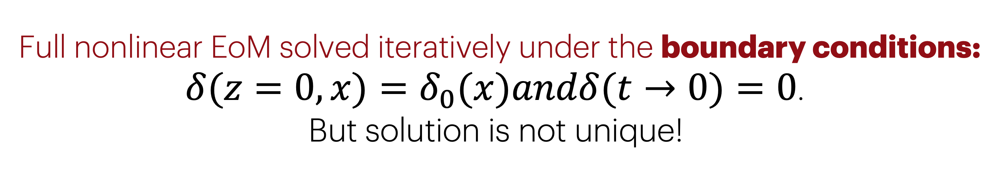 Full nonlinear EoM solved iteratively under the boundary conditions:
δ(z = 0, x) = δ₀(x)andδ(t → 0) = 0.
But solution is not unique!